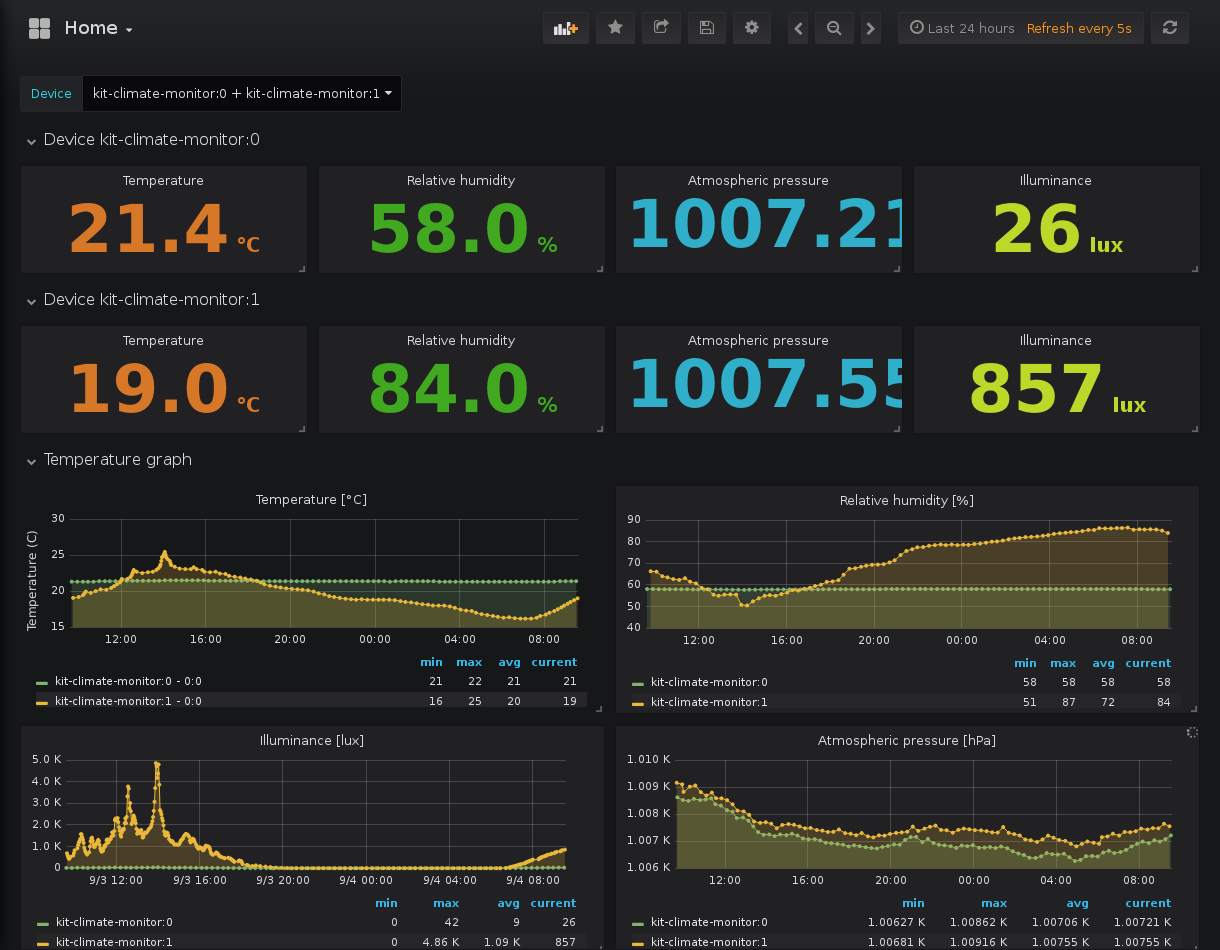 Home
Last 24 hours Refresh every 5s
Device kit-climate-monitor:0 + kit-climate-monitor:1
Device kit-climate-monitor:0
Temperature Relative humidity Atmospheric pressure Illuminance
21.4 °C 58.0 % 1007.21 26 lux
Device kit-climate-monitor:1
Temperature Relative humidity Atmospheric pressure Illuminance
19.0 °C 84.0 % 1007.55 857 lux
Temperature graph
Temperature [°C]
Temperature (C)
30
25
20
15
12:00 16:00 20:00 00:00 04:00 08:00
min max avg current
kit-climate-monitor:0 - 0:0 21 22 21 21
kit-climate-monitor:1 - 0:0 16 25 20 19
Relative humidity [%]
90
80
70
60
50
40
12:00 16:00 20:00 00:00 04:00 08:00
min max avg current
kit-climate-monitor:0 58 58 58 58
kit-climate-monitor:1 51 87 72 84
Illuminance [lux]
5.0 K
4.0 K
3.0 K
2.0 K
1.0 K
0
9/3 12:00 9/3 16:00 9/3 20:00 9/4 00:00 9/4 04:00 9/4 08:00
min max avg current
kit-climate-monitor:0 0 42 9 26
kit-climate-monitor:1 0 4.86 K 1.09 K 857
Atmospheric pressure [hPa]
1.010 K
1.009 K
1.008 K
1.007 K
1.006 K
12:00 16:00 20:00 00:00 04:00 08:00
min max avg current
kit-climate-monitor:0 1.00627 K 1.00862 K 1.00706 K 1.00721 K
kit-climate-monitor:1 1.00681 K 1.00916 K 1.00755 K 1.00755 K